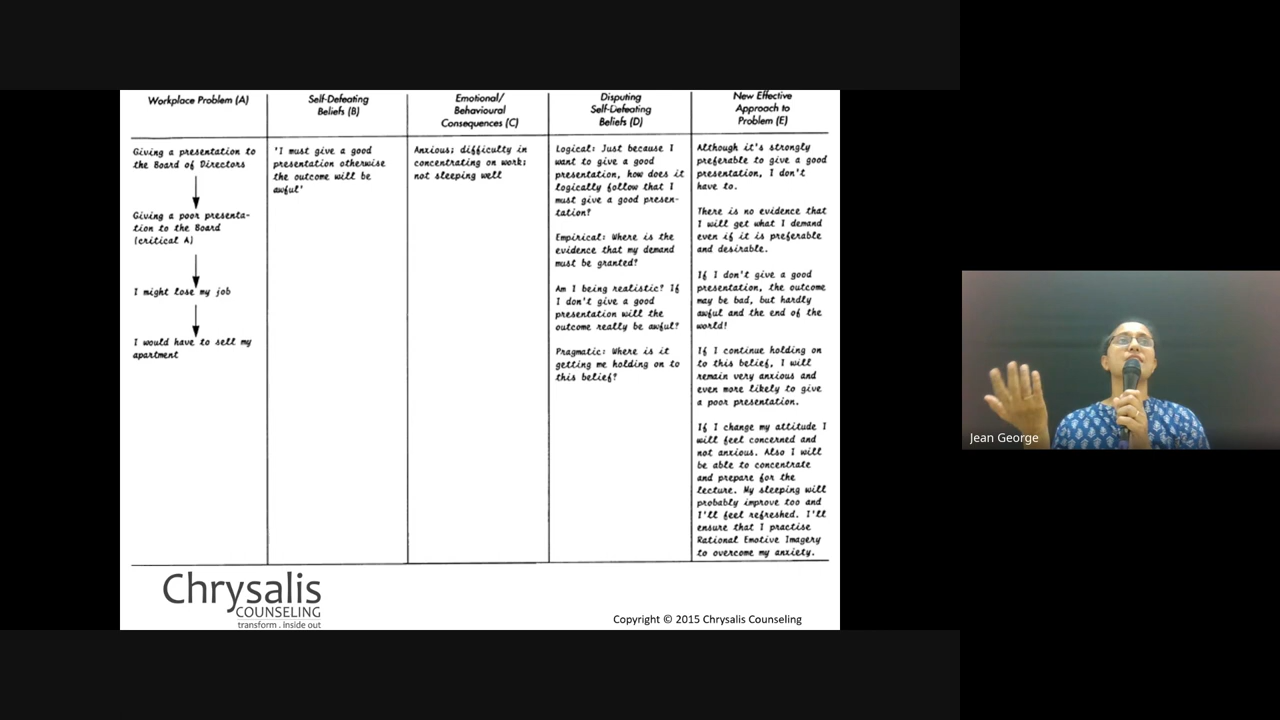 Workplace Problem (A)
Self-Defeating
Beliefs (B)
Emotional/
Behavioural
Consequences (C)
Disputing
Self-Defeating
Beliefs (D)
New Effective
Approach to
Problem (E)
Giving a presentation to
the Board of Directors
Giving a poor presenta-
tion to the Board
(critical A)
I might lose my job
I would have to sell my
apartment
'I must give a good
presentation otherwise
the outcome will be
awful'
Anxious; difficulty in
concentrating on work;
not sleeping well
Logical: Just because I
want to give a good
presentation, how does it
logically follow that I
must give a good presen-
tation?
Empirical: Where is the
evidence that my demand
must be granted?
Am I being realistic? If
I don't give a good
presentation will the
outcome really be awful?
Pragmatic: Where is it
getting me holding on to
this belief?
Although it's strongly
preferable to give a good
presentation, I don't
have to.
There is no evidence that
I will get what I demand
even if it is preferable
and desirable.
If I don't give a good
presentation, the outcome
may be bad, but hardly
awful and the end of the
world!
If I continue holding on
to this belief, I will
remain very anxious and
even more likely to give
a poor presentation.
If I change my attitude I
will feel concerned and
not anxious. Also I will
be able to concentrate
and prepare for the
lecture. My sleeping will
probably improve too and
I'll feel refreshed. I'll
ensure that I practise
Rational Emotive Imagery
to overcome my anxiety.
Chrysalis
COUNSELING
transform . inside out
Copyright © 2015 Chrysalis Counseling
Jean George